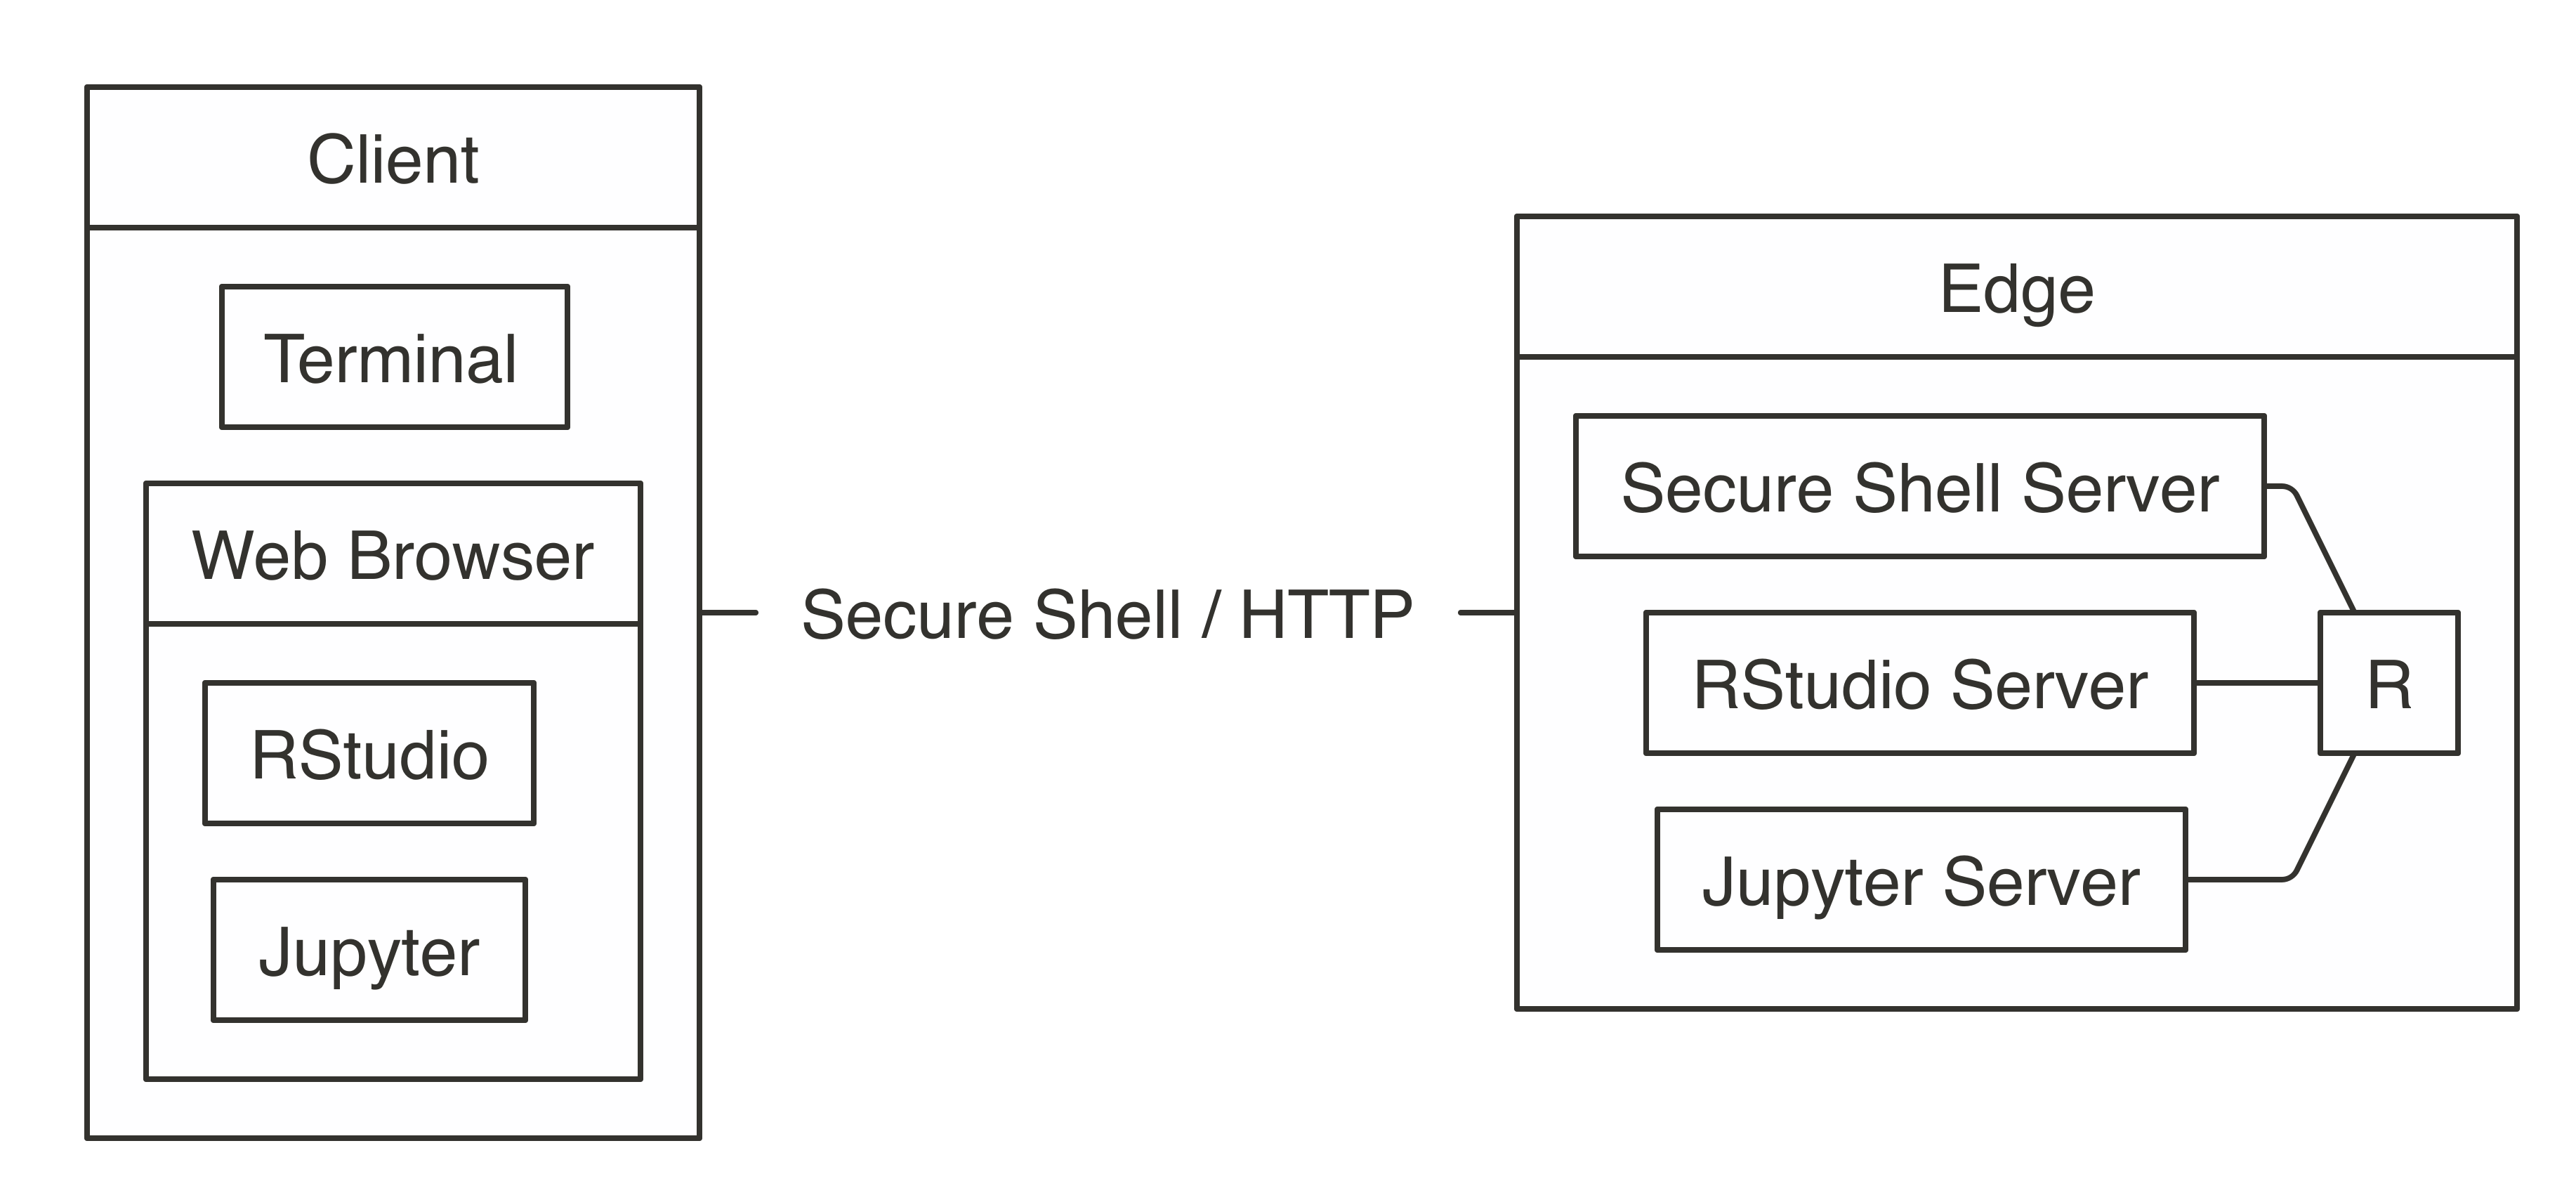 Client
Terminal
Web Browser
RStudio
Jupyter
Secure Shell / HTTP
Edge
Secure Shell Server
RStudio Server
R
Jupyter Server